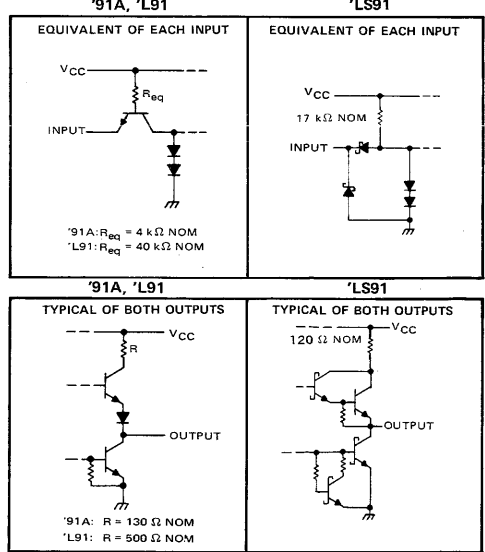 '91A, 'L91
'LS91
EQUIVALENT OF EACH INPUT
VCC
Req
INPUT
'91A: Req = 4 kΩ NOM
'L91: Req = 40 kΩ NOM
EQUIVALENT OF EACH INPUT
VCC
17 kΩ NOM
INPUT
'91A, 'L91
'LS91
TYPICAL OF BOTH OUTPUTS
VCC
R
OUTPUT
'91A: R = 130 Ω NOM
'L91: R = 500 Ω NOM
TYPICAL OF BOTH OUTPUTS
VCC
120 Ω NOM
OUTPUT